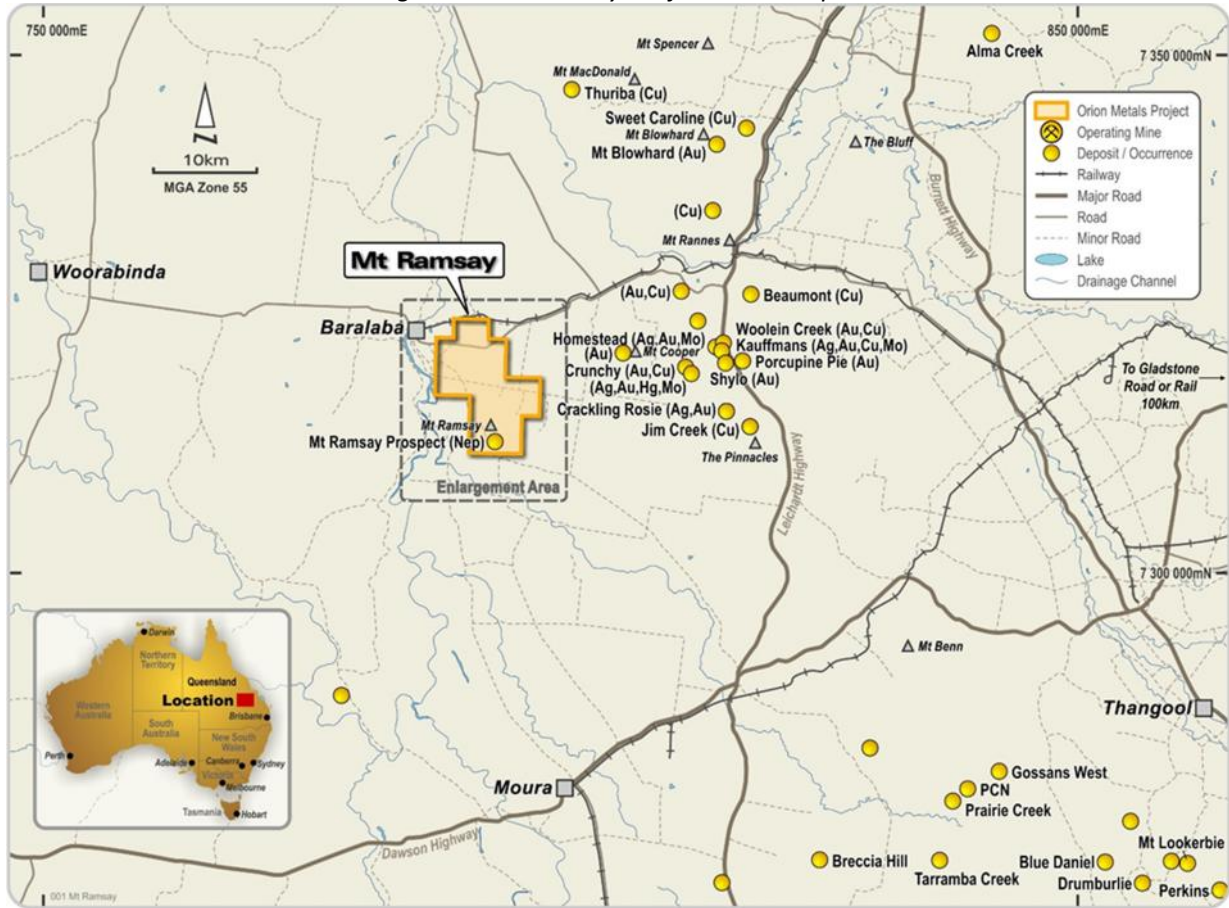 750 000mE
850 000mE
7 350 000mN
Mt Spencer
Alma Creek
Mt MacDonald
Thuriba (Cu)
Sweet Caroline (Cu)
Mt Blowhard
Mt Blowhard (Au)
The Bluff
N
10km
MGA Zone 55
Orion Metals Project
Operating Mine
Deposit / Occurrence
Railway
Major Road
Road
Minor Road
Lake
Drainage Channel
Burnett Highway
(Cu)
Mt Rannes
Woorabinda
Mt Ramsay
(Au,Cu)
Beaumont (Cu)
Baralaba
Homestead (Ag,Au,Mo)
Woolein Creek (Au,Cu)
Kauffmans (Ag,Au,Cu,Mo)
(Au)
Mt Cooper
Porcupine Pie (Au)
Crunchy (Au,Cu)
Shylo (Au)
(Ag,Au,Hg,Mo)
To Gladstone
Road or Rail
100km
Crackling Rosie (Ag,Au)
Mt Ramsay
Jim Creek (Cu)
Mt Ramsay Prospect (Nep)
The Pinnacles
Enlargement Area
Leichardt Highway
7 300 000mN
Darwin
Northern
Territory
Queensland
Location
Western
Australia
Brisbane
South
Australia
New South
Wales
Perth
Adelaide
Canberra
Sydney
Victoria
Melbourne
Tasmania
Hobart
Mt Benn
Thangool
Moura
Gossans West
PCN
Prairie Creek
Dawson Highway
Mt Lookerbie
Breccia Hill
Tarramba Creek
Blue Daniel
Drumburlie
Perkins
001 Mt Ramsay